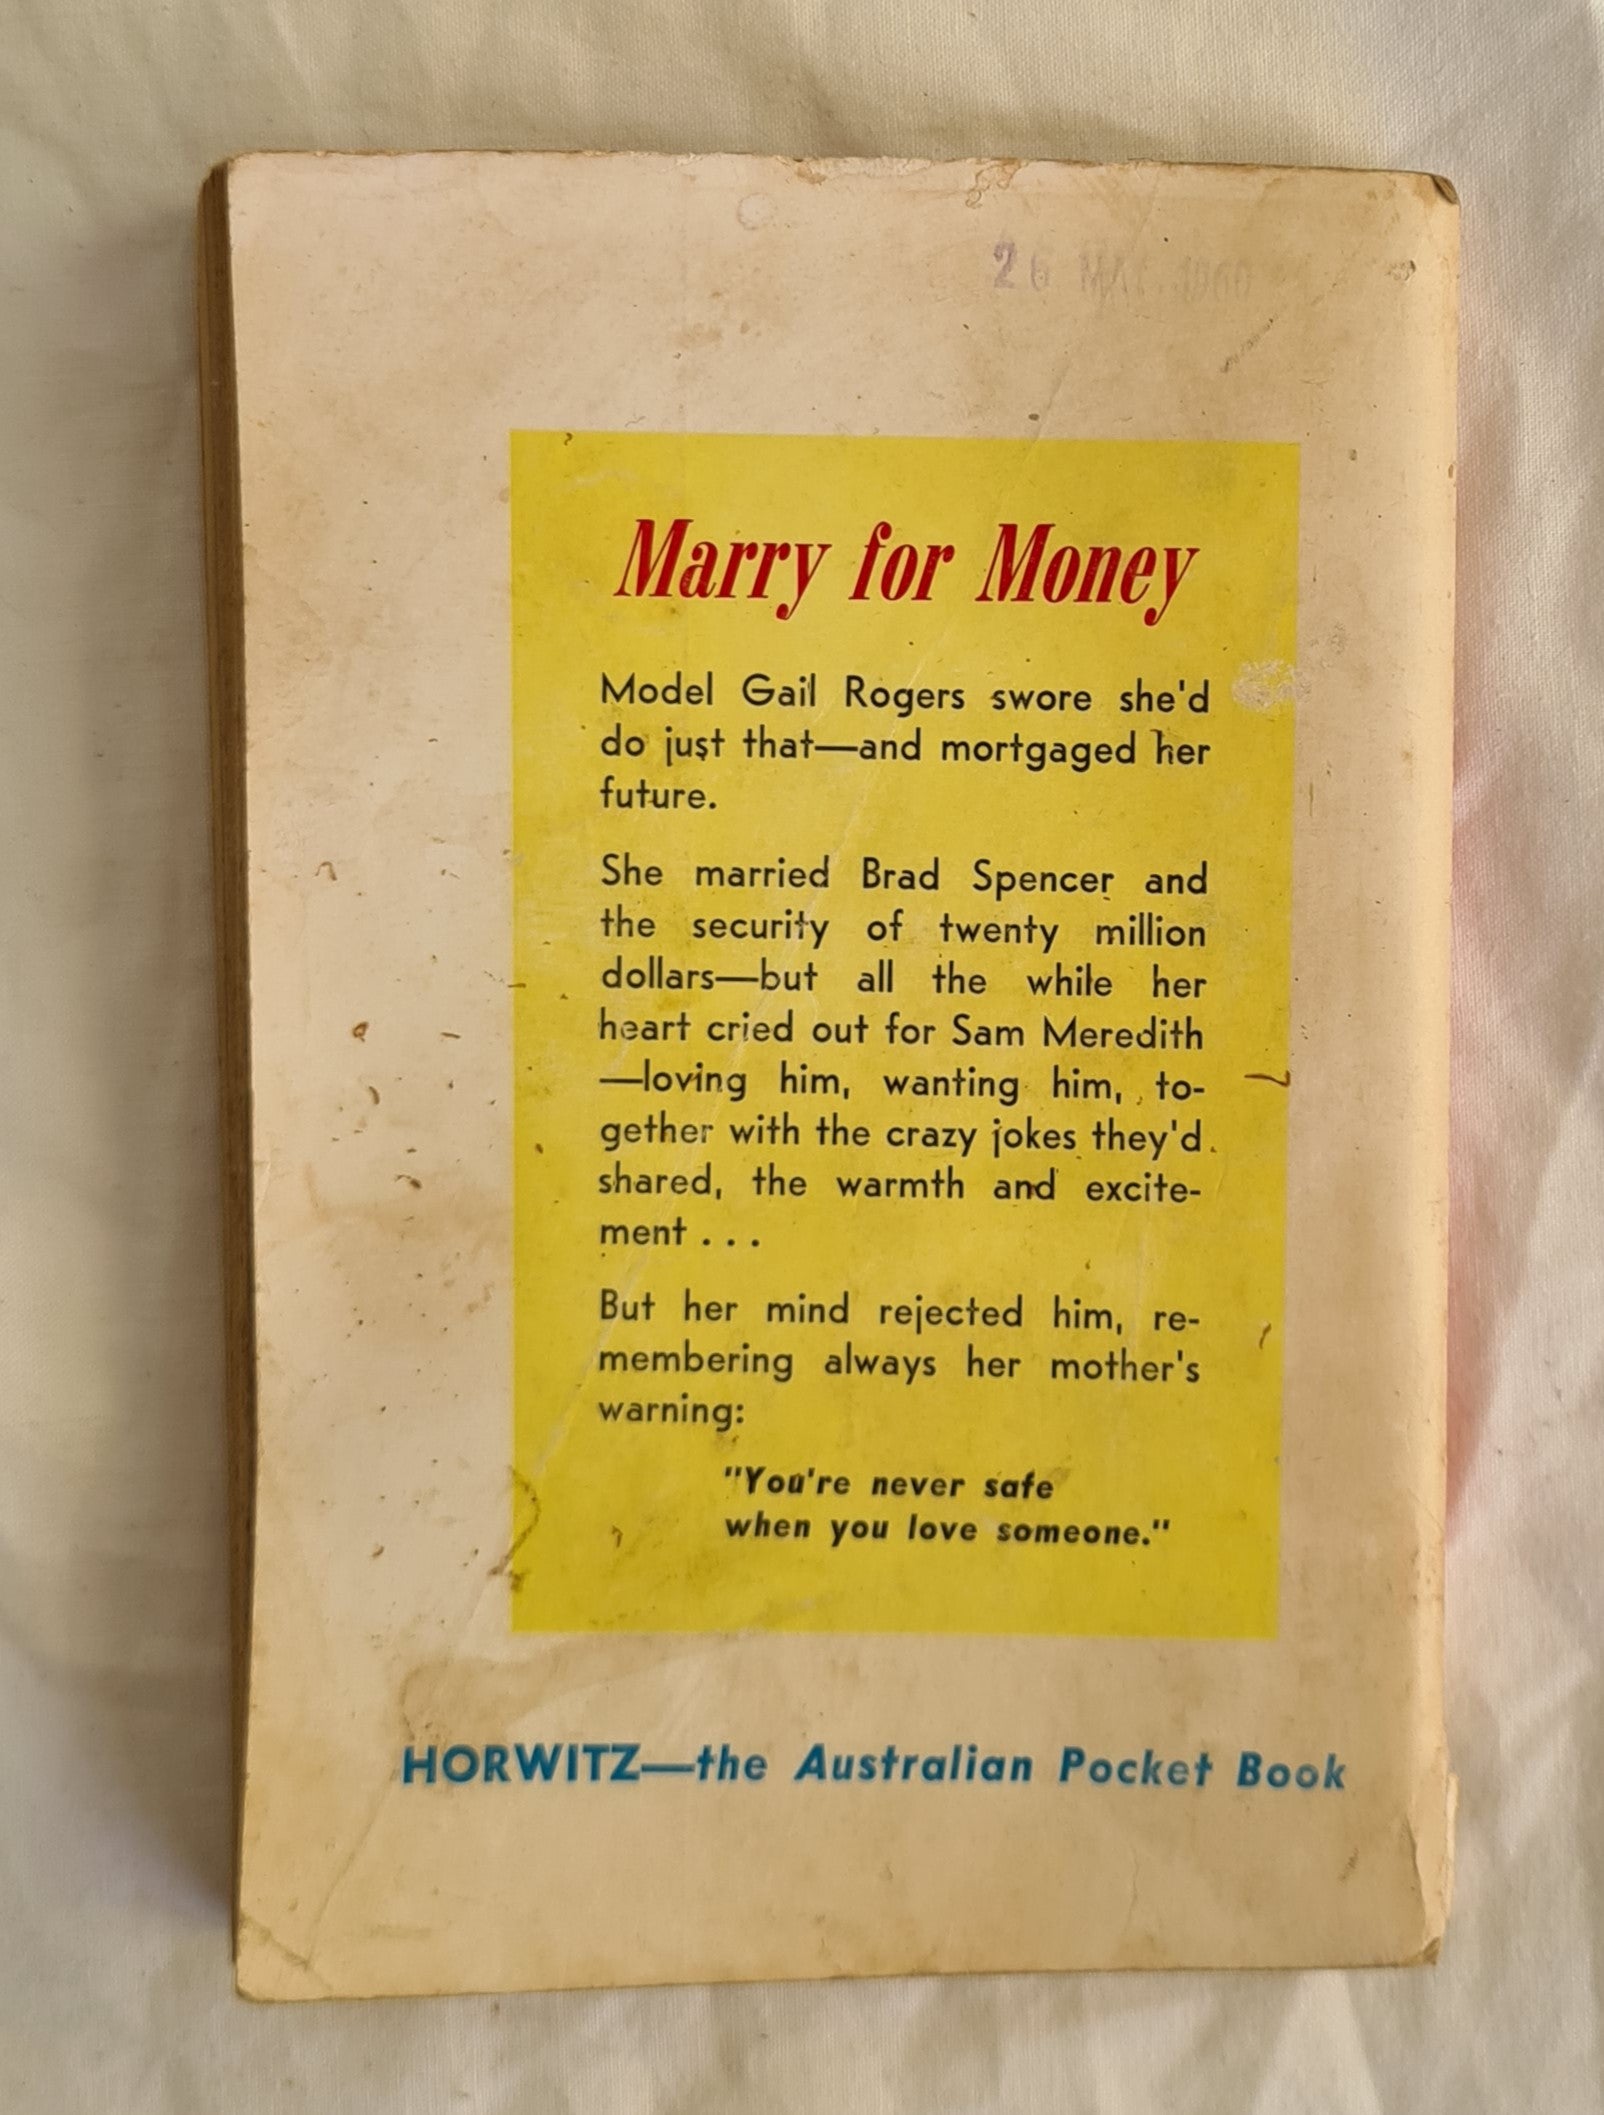 26 MAY 1960
Marry for Money
Model Gail Rogers swore she'd
do just that—and mortgaged her
future.
She married Brad Spencer and
the security of twenty million
dollars—but all the while her
heart cried out for Sam Meredith
—loving him, wanting him, to-
gether with the crazy jokes they'd
shared, the warmth and excite-
ment . . .
But her mind rejected him, re-
membering always her mother's
warning:
"You're never safe
when you love someone."
HORWITZ—the Australian Pocket Book